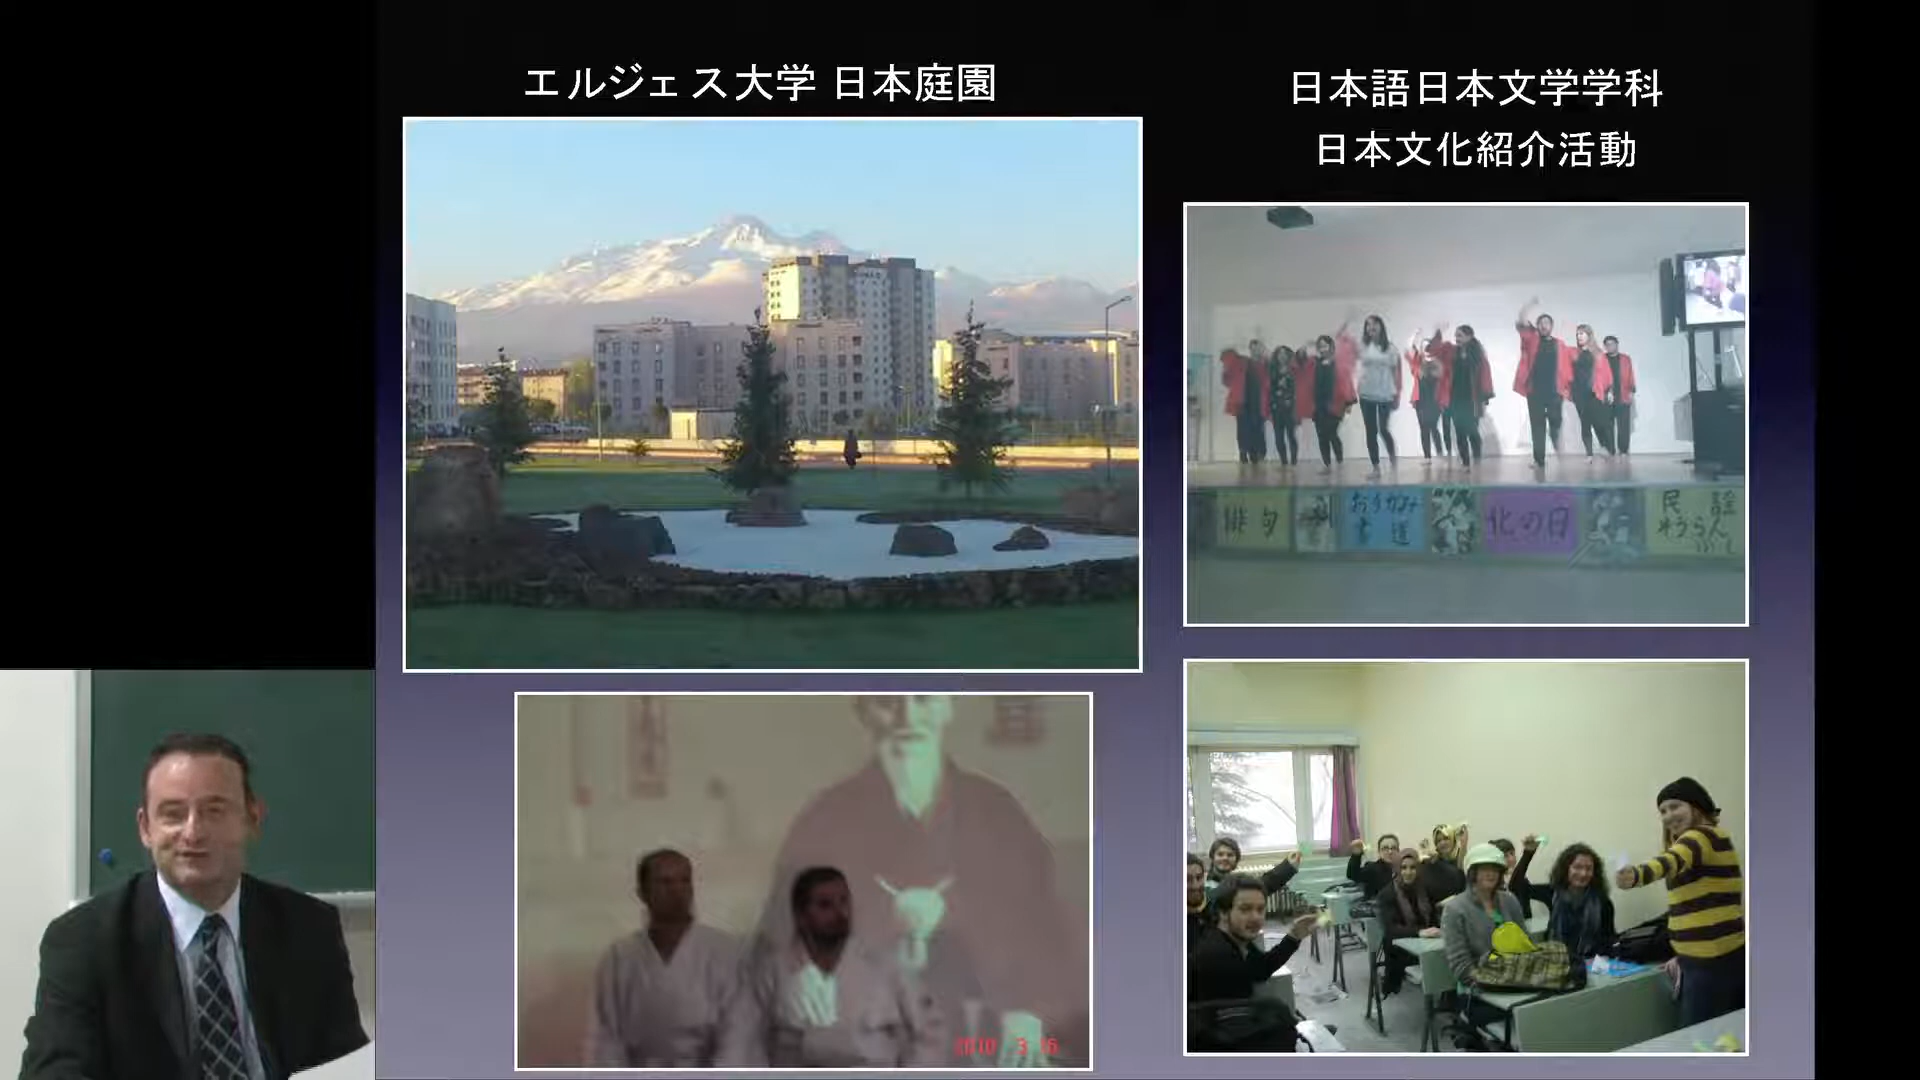 エルジェス大学 日本庭園
日本語日本文学学科
日本文化紹介活動
俳句
書道
化の日
民謡
2010 3 16